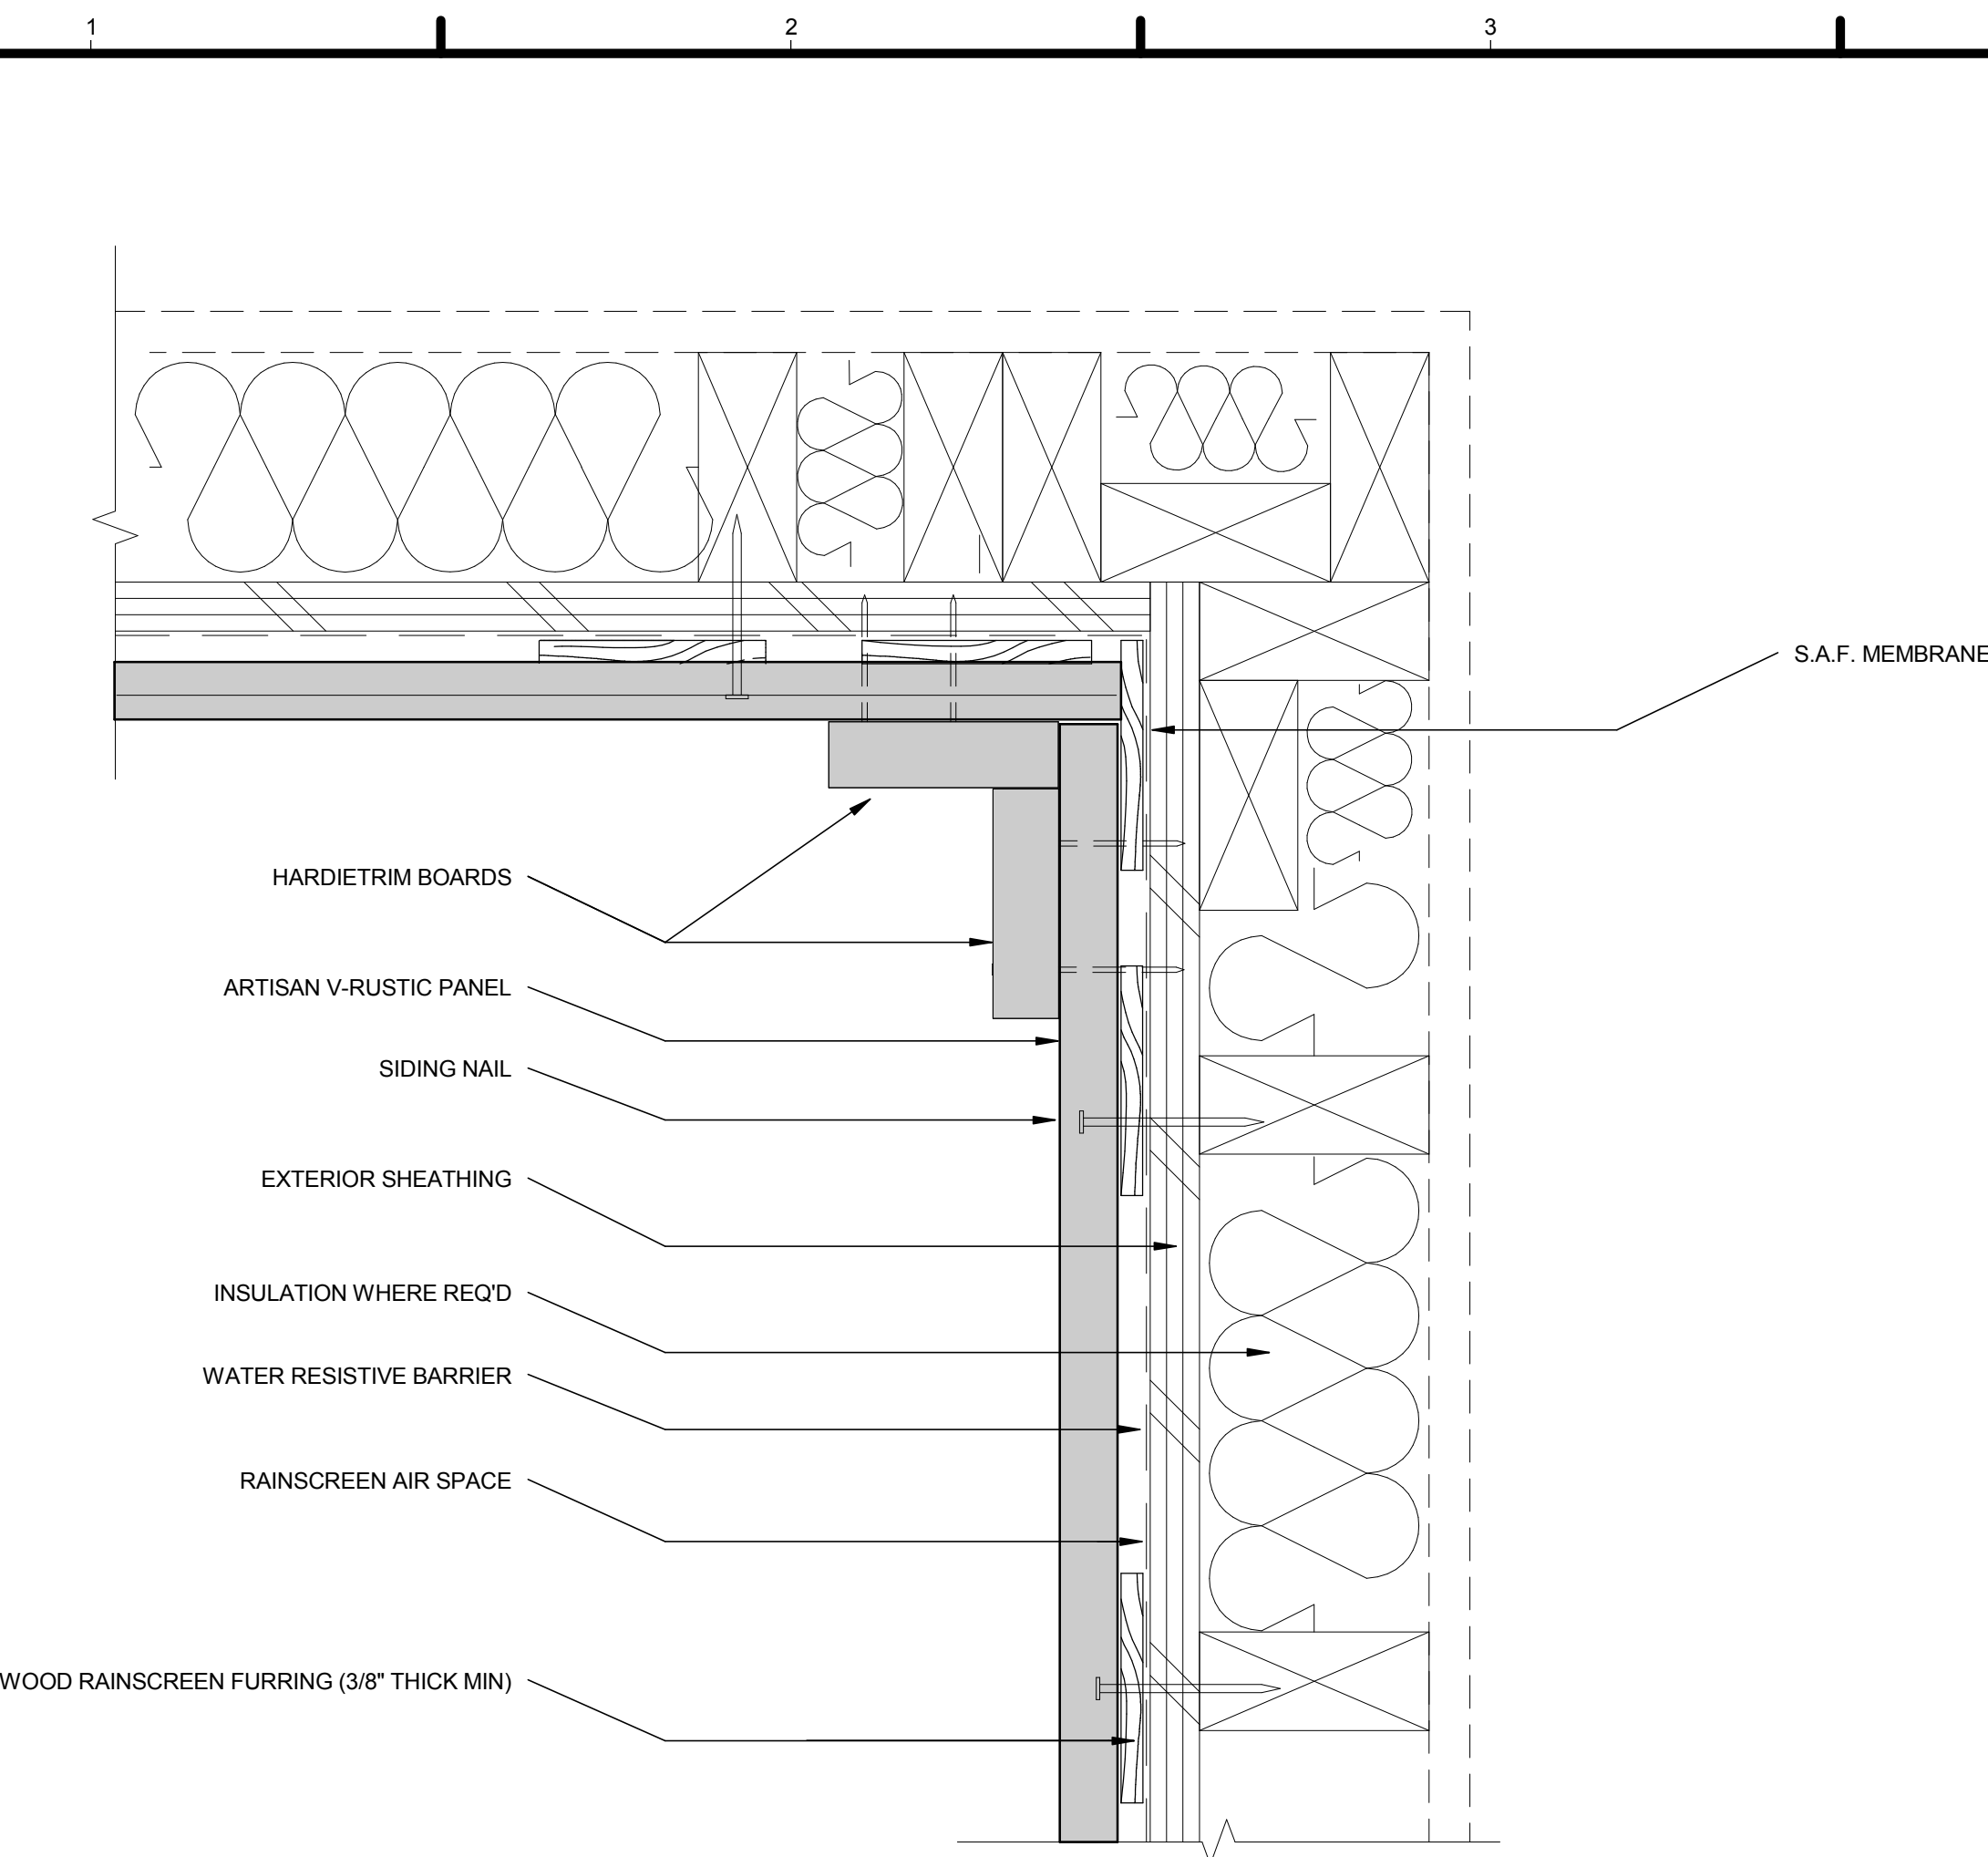 1 2 3
S.A.F. MEMBRANE
HARDIETRIM BOARDS
ARTISAN V-RUSTIC PANEL
SIDING NAIL
EXTERIOR SHEATHING
INSULATION WHERE REQ'D
WATER RESISTIVE BARRIER
RAINSCREEN AIR SPACE
WOOD RAINSCREEN FURRING (3/8" THICK MIN)